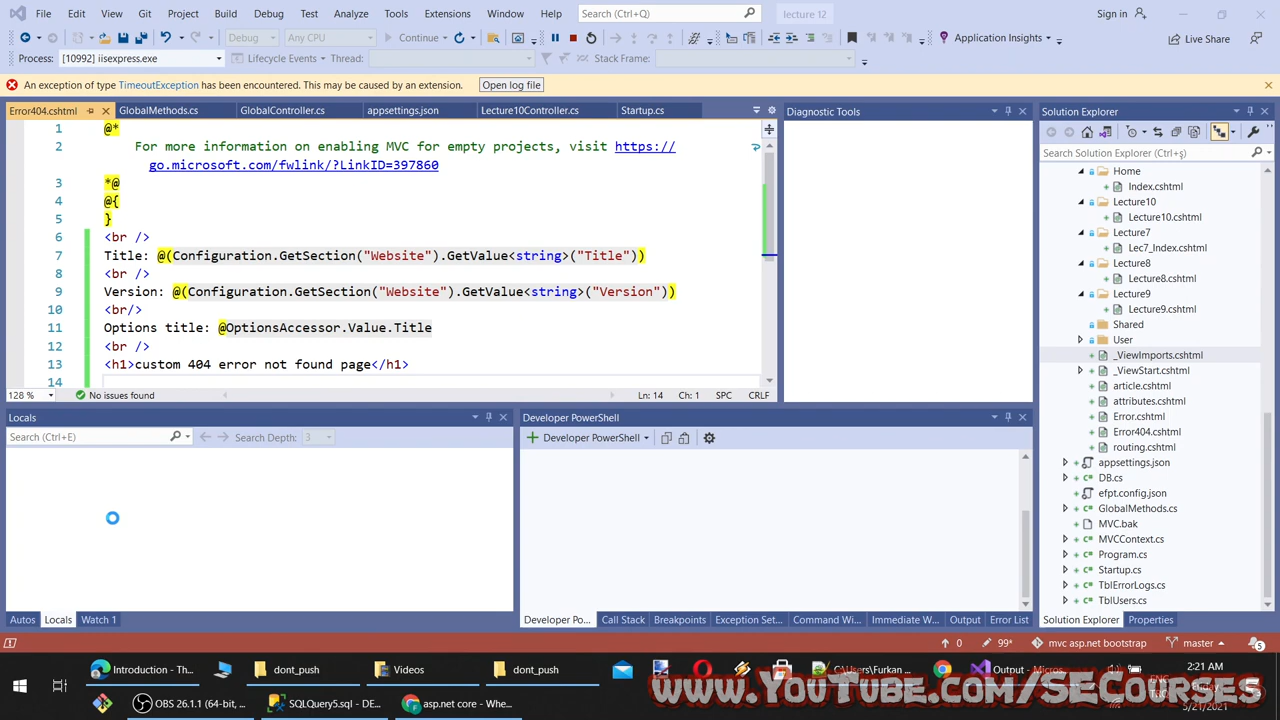 File Edit View Git Project Build Debug Test Analyze Tools Extensions Window Help Search (Ctrl+Q) lecture 12 Sign in
Debug Any CPU Continue Application Insights Live Share
Process: [10992] iisexpress.exe Lifecycle Events Thread: Stack Frame:
An exception of type TimeoutException has been encountered. This may be caused by an extension. Open log file
Error404.cshtml GlobalMethods.cs GlobalController.cs appsettings.json Lecture10Controller.cs Startup.cs
1 @*
2 For more information on enabling MVC for empty projects, visit https://
go.microsoft.com/fwlink/?LinkID=397860
3 *@
4 @{
5 }
6 <br />
7 Title: @(Configuration.GetSection("Website").GetValue<string>("Title"))
8 <br />
9 Version: @(Configuration.GetSection("Website").GetValue<string>("Version"))
10 <br/>
11 Options title: @OptionsAccessor.Value.Title
12 <br />
13 <h1>custom 404 error not found page</h1>
14
128 % No issues found Ln: 14 Ch: 1 SPC CRLF
Diagnostic Tools
Solution Explorer
Search Solution Explorer (Ctrl+ş)
Home
Index.cshtml
Lecture10
Lecture10.cshtml
Lecture7
Lec7_Index.cshtml
Lecture8
Lecture8.cshtml
Lecture9
Lecture9.cshtml
Shared
User
_ViewImports.cshtml
_ViewStart.cshtml
article.cshtml
attributes.cshtml
Error.cshtml
Error404.cshtml
routing.cshtml
appsettings.json
DB.cs
efpt.config.json
GlobalMethods.cs
MVC.bak
MVCContext.cs
Program.cs
Startup.cs
TblErrorLogs.cs
TblUsers.cs
Solution Explorer Properties
Locals
Search (Ctrl+E) Search Depth: 3
Autos Locals Watch 1
Developer PowerShell
Developer PowerShell
Developer Po... Call Stack Breakpoints Exception Set... Command Wi... Immediate W... Output Error List
0 99* mvc asp.net bootstrap master 5
Introduction - Th... dont_push Videos dont_push C:\Users\Furkan ... Output - Micros... 2:21 AM
OBS 26.1.1 (64-bit, ... SQLQuery5.sql - DE... asp.net core - Whe... 5/21/2021
www.YouTube.com/SECourses